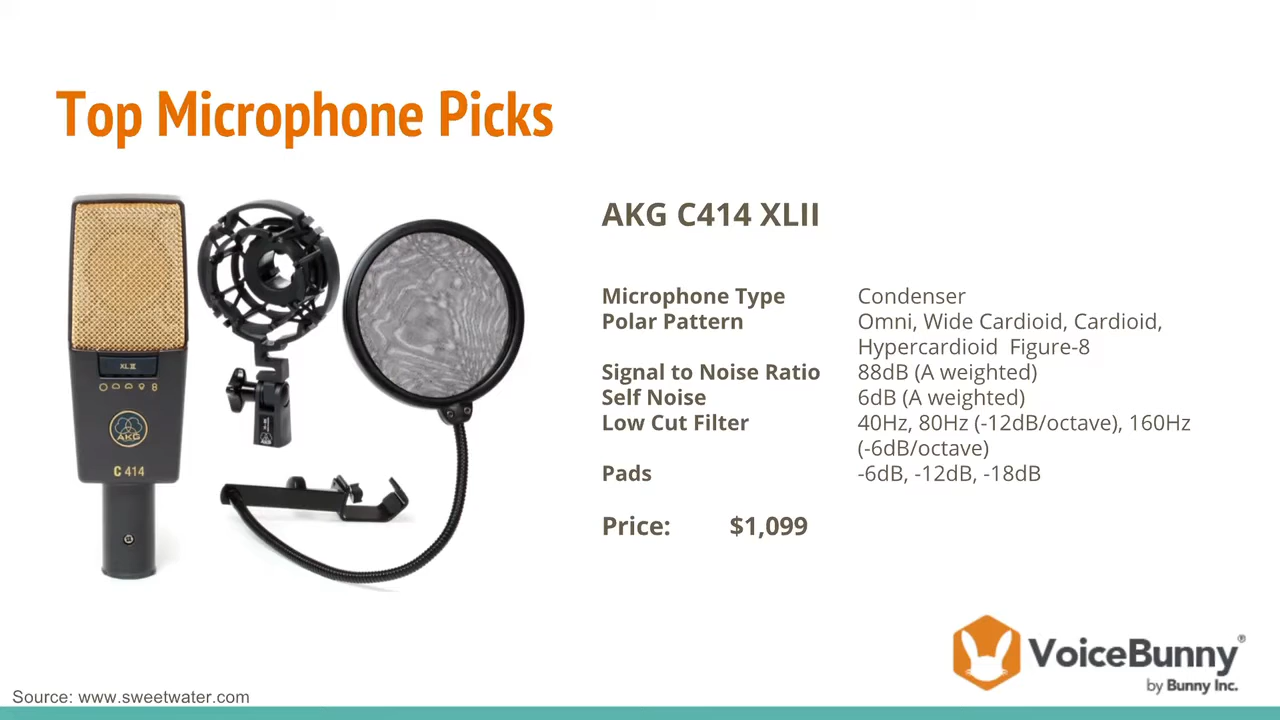 Top Microphone Picks
AKG C414 XLII
XLII
AKG
C 414
Microphone Type Condenser
Polar Pattern Omni, Wide Cardioid, Cardioid,
Hypercardioid Figure-8
Signal to Noise Ratio 88dB (A weighted)
Self Noise 6dB (A weighted)
Low Cut Filter 40Hz, 80Hz (-12dB/octave), 160Hz
(-6dB/octave)
Pads -6dB, -12dB, -18dB
Price: $1,099
VoiceBunny®
by Bunny Inc.
Source: www.sweetwater.com